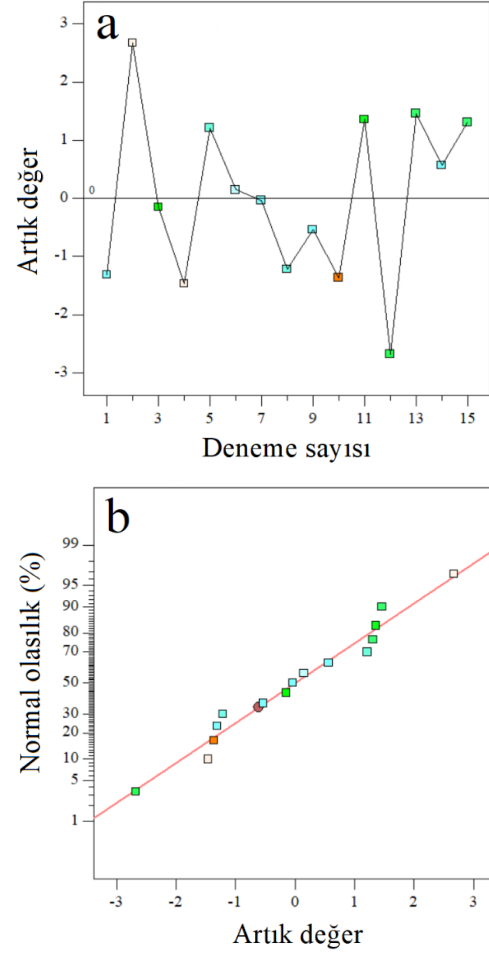 a
3
2
1
0
0
-1
-2
-3
Artık değer
1 3 5 7 9 11 13 15
Deneme sayısı
b
99
95
90
80
70
50
30
20
10
5
1
Normal olasılık (%)
-3 -2 -1 0 1 2 3
Artık değer